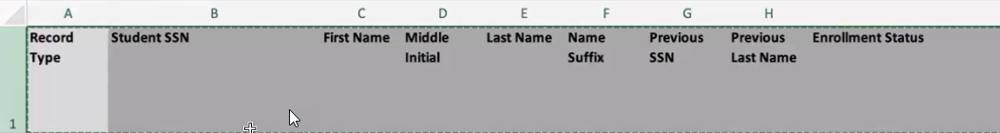 A B C D E F G H
Record Type Student SSN First Name Middle Initial Last Name Name Suffix Previous SSN Previous Last Name Enrollment Status
1